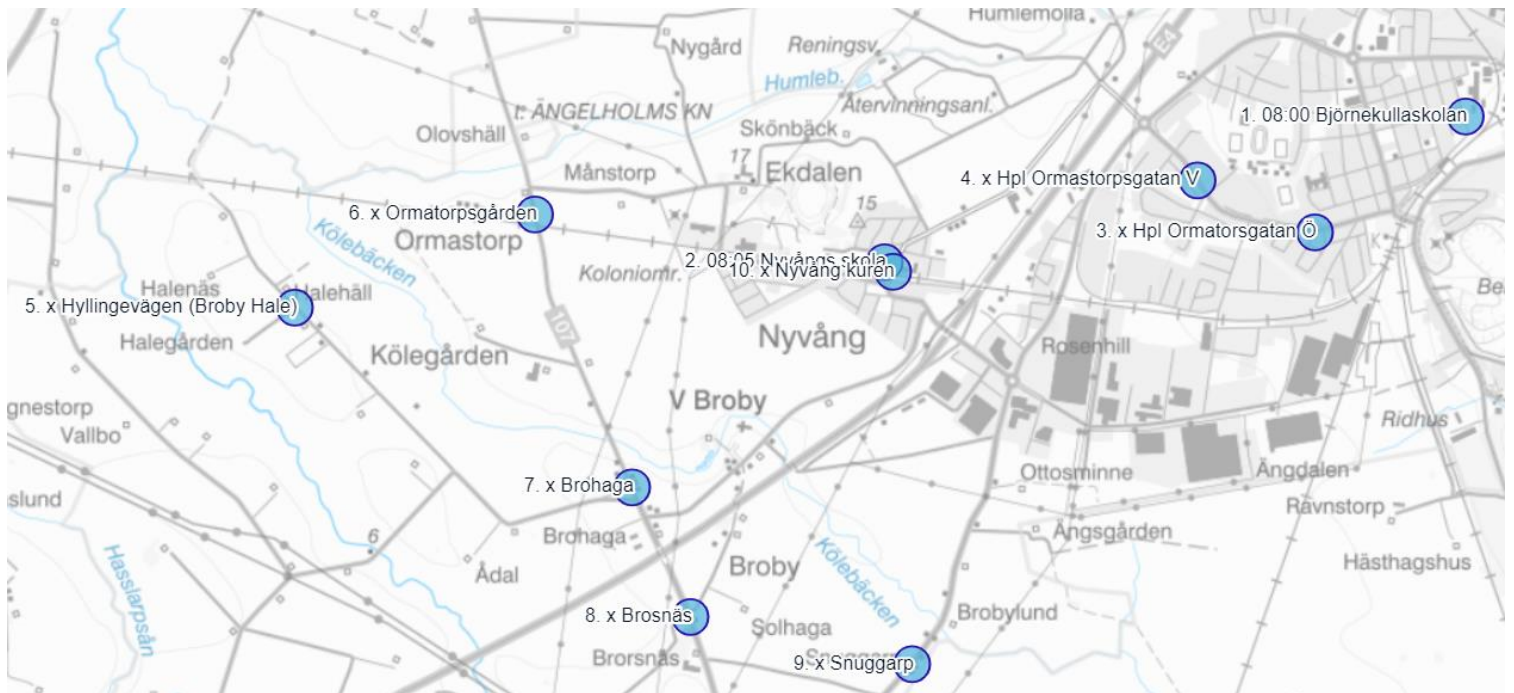 Humlemölla
E4
Nygård
Reningsv.
Humleb.
Återvinningsanl.
1. 08:00 Björnekullaskolan
t. ÄNGELHOLMS KN
Olovshäll
Skönbäck
17
Månstorp
Ekdalen
4. x Hpl Ormastorpsgatan V
15
6. x Ormatorpsgården
3. x Hpl Ormatorsgatan Ö
Ormastorp
Kölebäcken
Koloniomr.
2. 08:05 Nyvångs skola
10. x Nyvång kuren
Halenäs
Halehäll
5. x Hyllingevägen (Broby Hale)
107
Halegården
Kölegården
Nyvång
Rosenhill
V Broby
gnestorp
Vallbo
Ridhus
Ottosminne
Ängdalen
7. x Brohaga
slund
Rävnstorp
6
Brohaga
Ängsgården
Hästhagshus
Ådal
Broby
Kölebäcken
Hasslarpsån
8. x Brosnäs
Solhaga
Brobylund
Brorsnäs
9. x Snuggarp